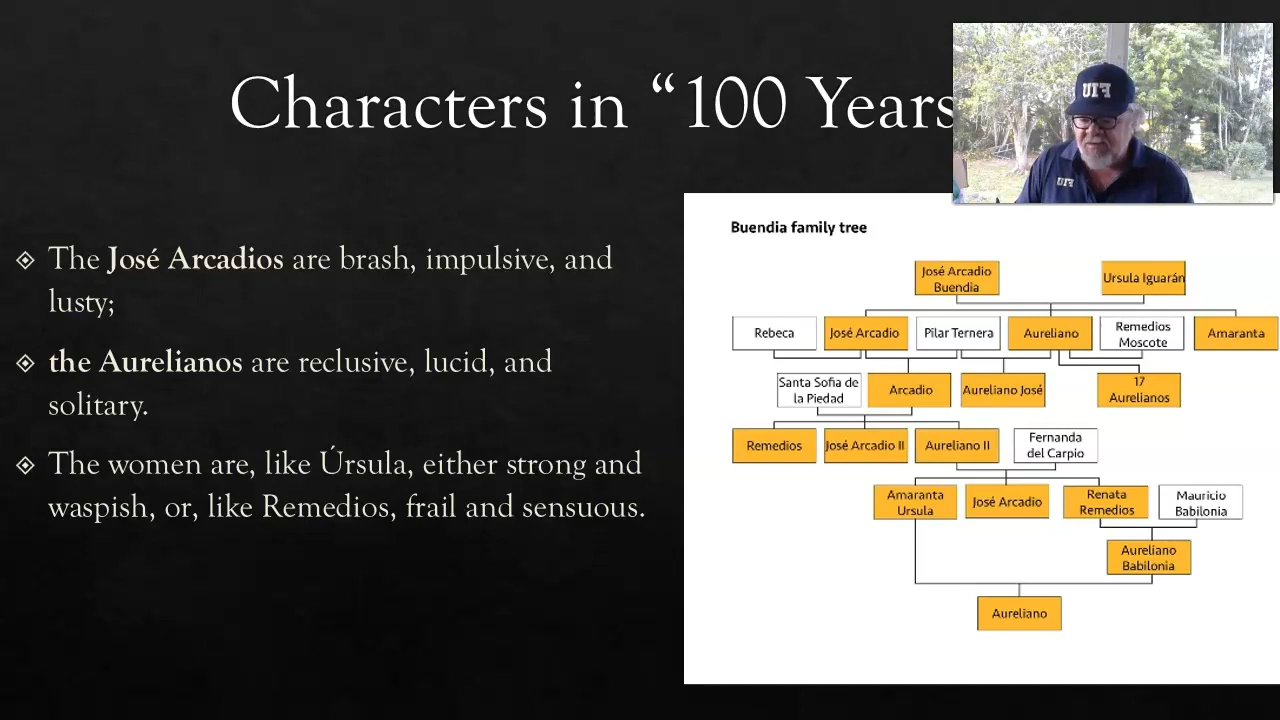 Characters in “100 Years
The José Arcadios are brash, impulsive, and
lusty;
the Aurelianos are reclusive, lucid, and
solitary.
The women are, like Úrsula, either strong and
waspish, or, like Remedios, frail and sensuous.
FIU
FIU
Buendia family tree
José Arcadio
Buendia
Ursula Iguarán
Rebeca
José Arcadio
Pilar Ternera
Aureliano
Remedios
Moscote
Amaranta
Santa Sofia de
la Piedad
Arcadio
Aureliano José
17
Aurelianos
Remedios
José Arcadio II
Aureliano II
Fernanda
del Carpio
Amaranta
Ursula
José Arcadio
Renata
Remedios
Mauricio
Babilonia
Aureliano
Babilonia
Aureliano